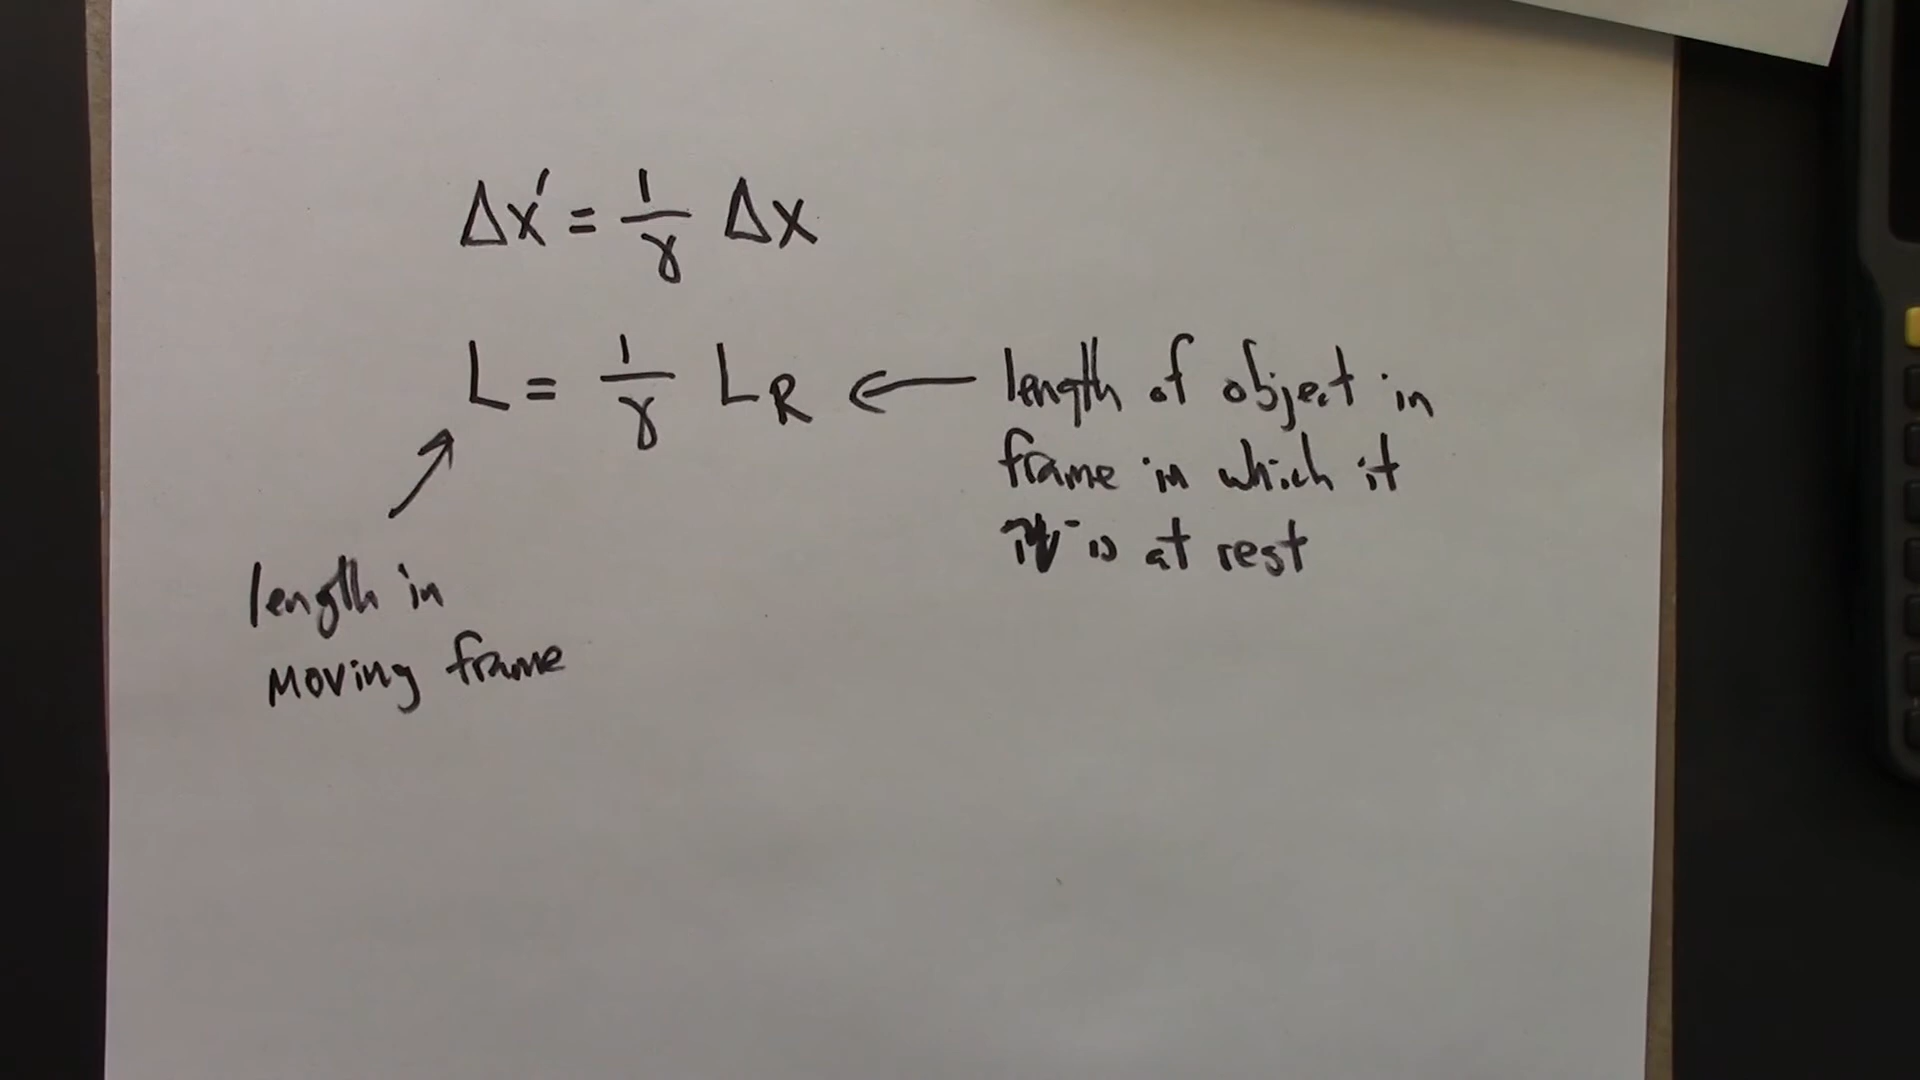 Δx' = 1/γ Δx
L = 1/γ L_R ← length of object in
frame in which it
is at rest
length in
moving frame